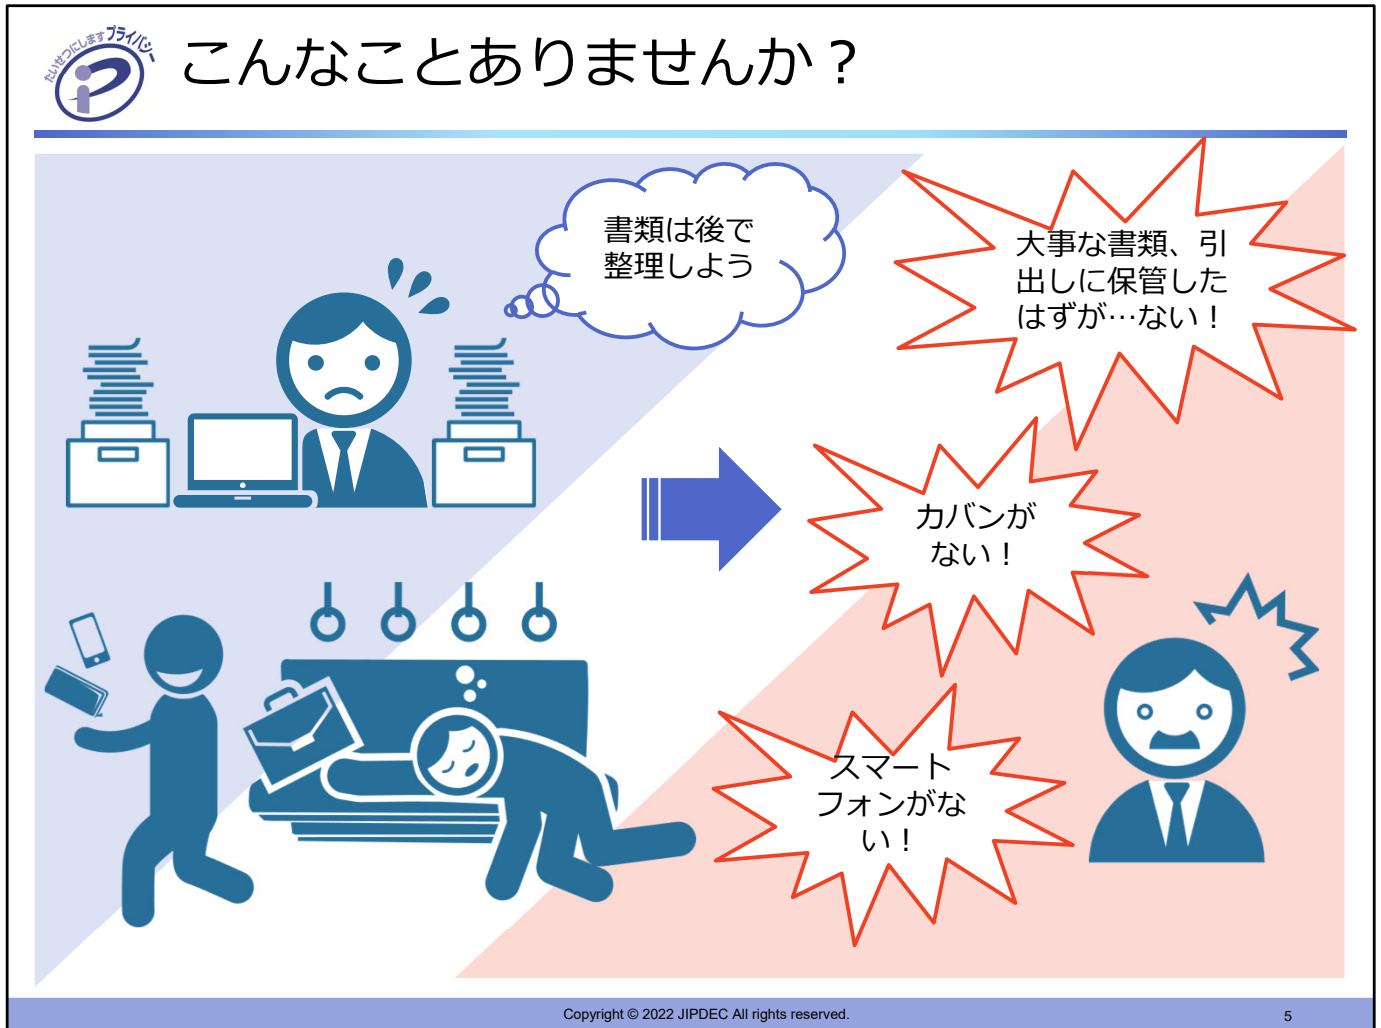 たいせつにしますプライバシー
こんなことありませんか？
書類は後で
整理しよう
大事な書類、引
出しに保管した
はずが…ない！
カバンが
ない！
スマート
フォンがな
い！
Copyright © 2022 JIPDEC All rights reserved.
5